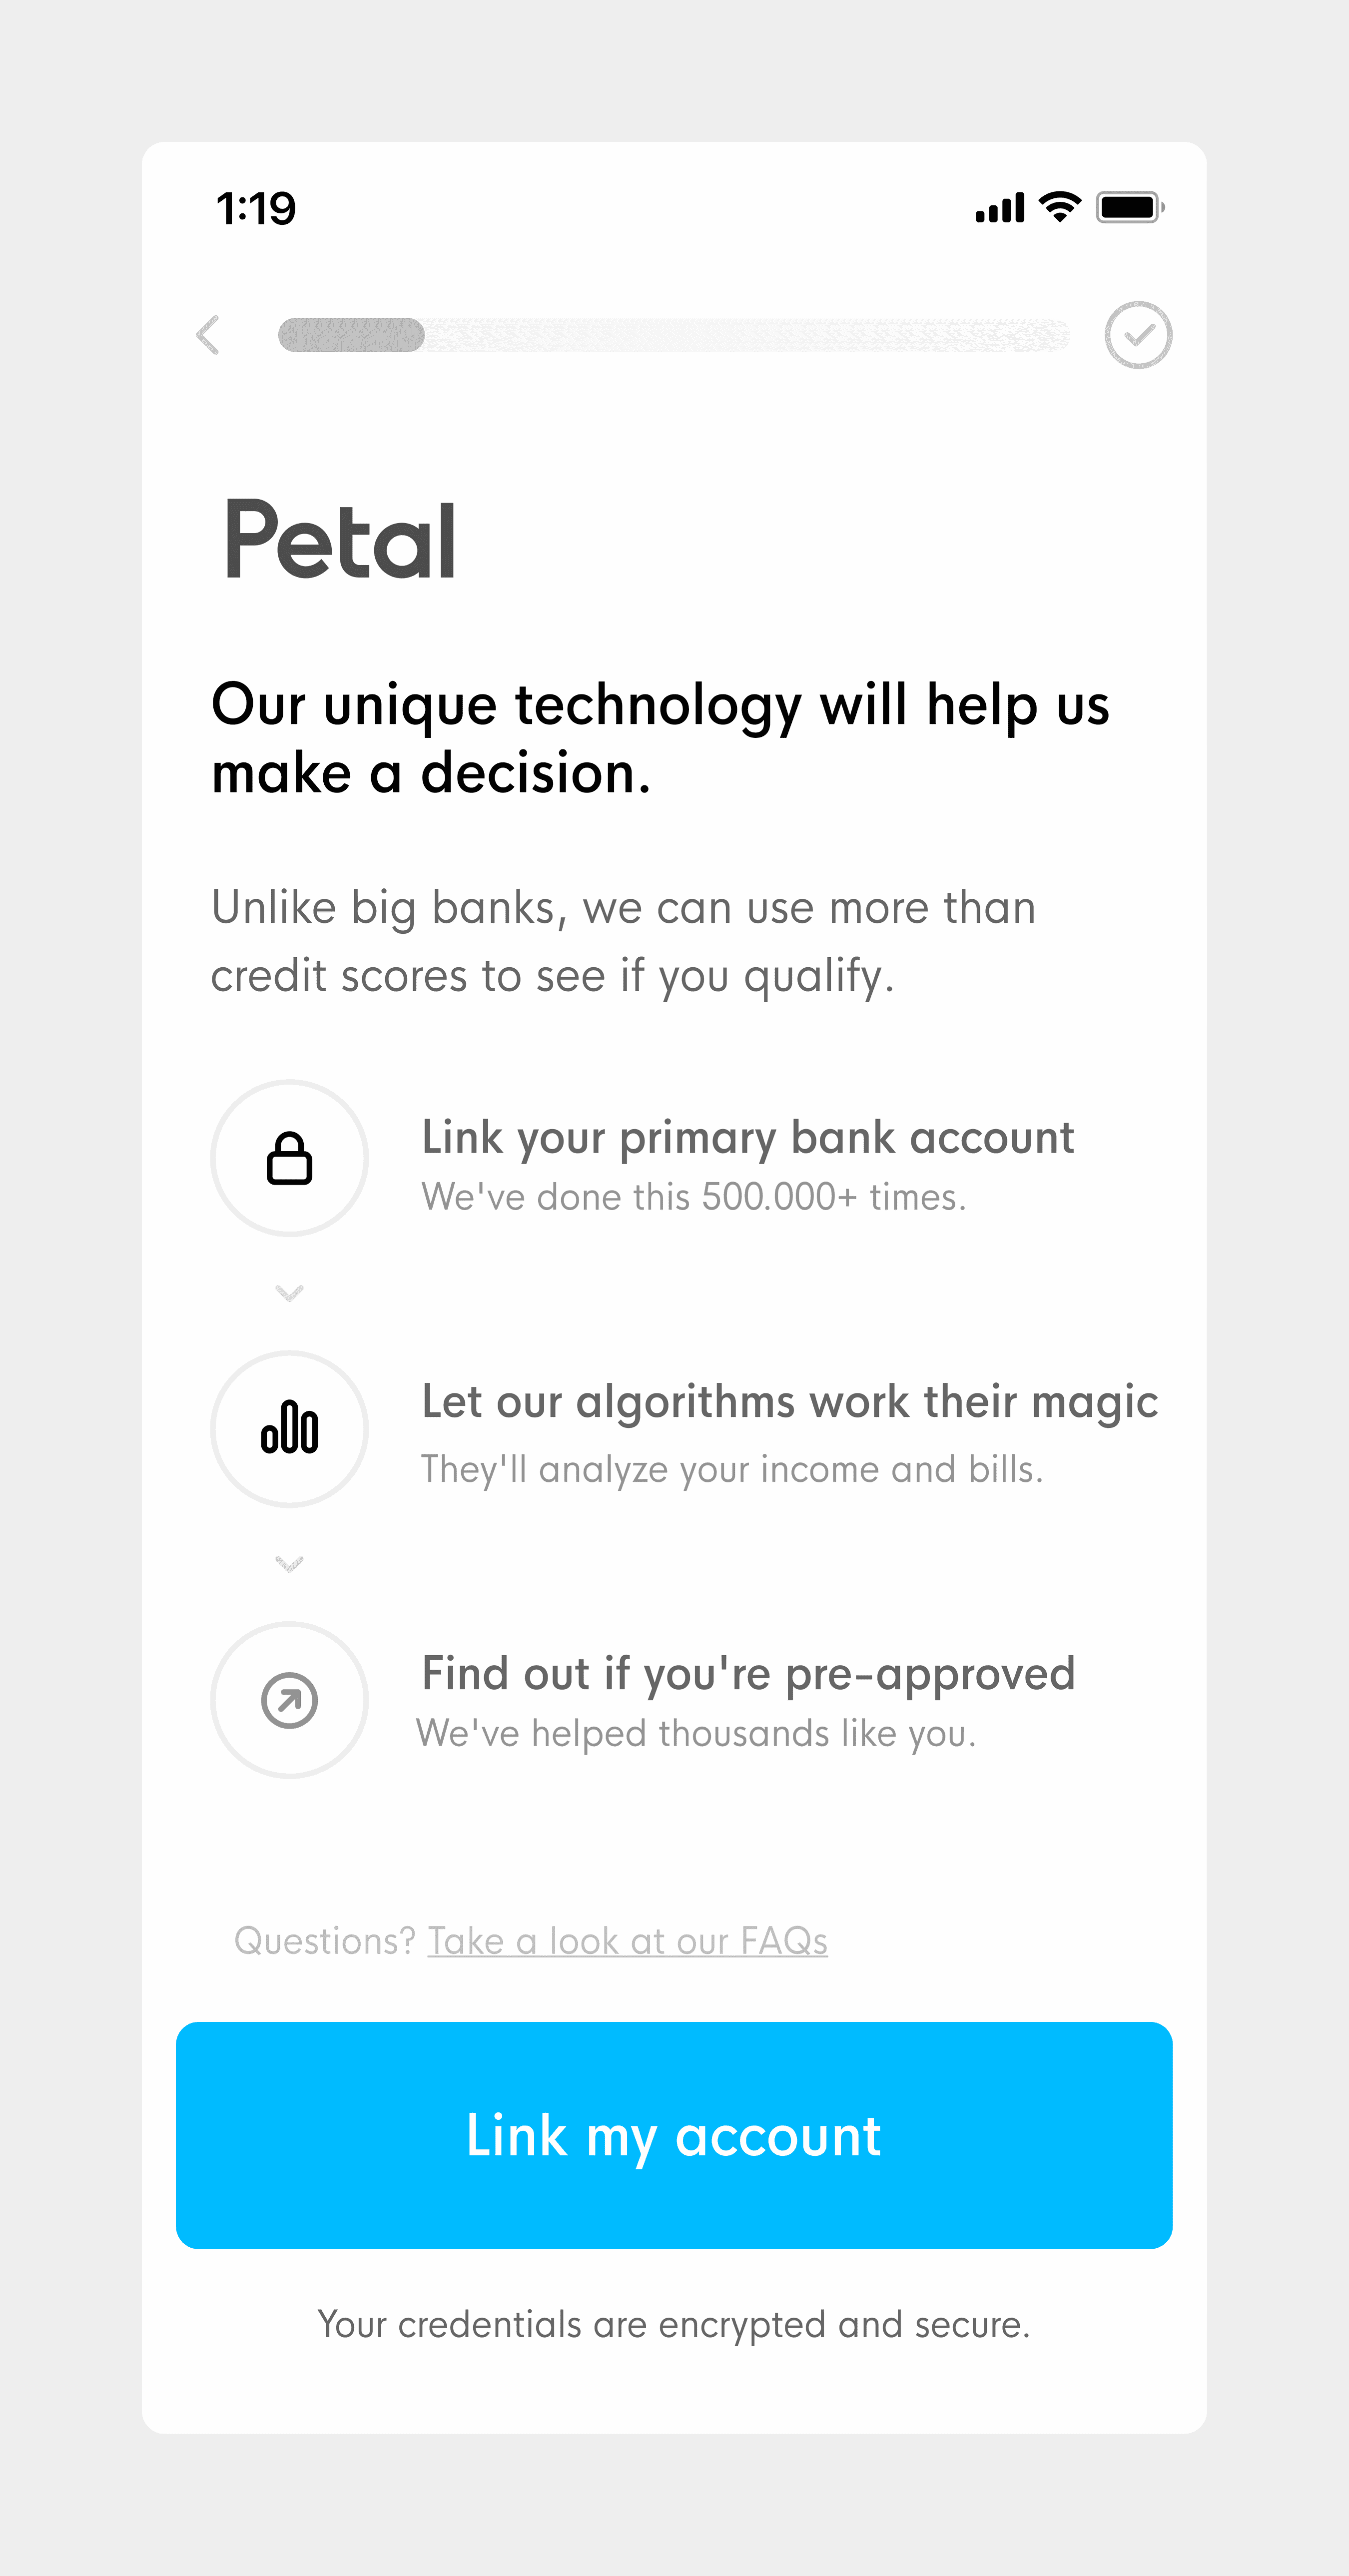 1:19
Petal
Our unique technology will help us
make a decision.
Unlike big banks, we can use more than
credit scores to see if you qualify.
Link your primary bank account
We've done this 500.000+ times.
Let our algorithms work their magic
They'll analyze your income and bills.
Find out if you're pre-approved
We've helped thousands like you.
Questions? Take a look at our FAQs
Link my account
Your credentials are encrypted and secure.